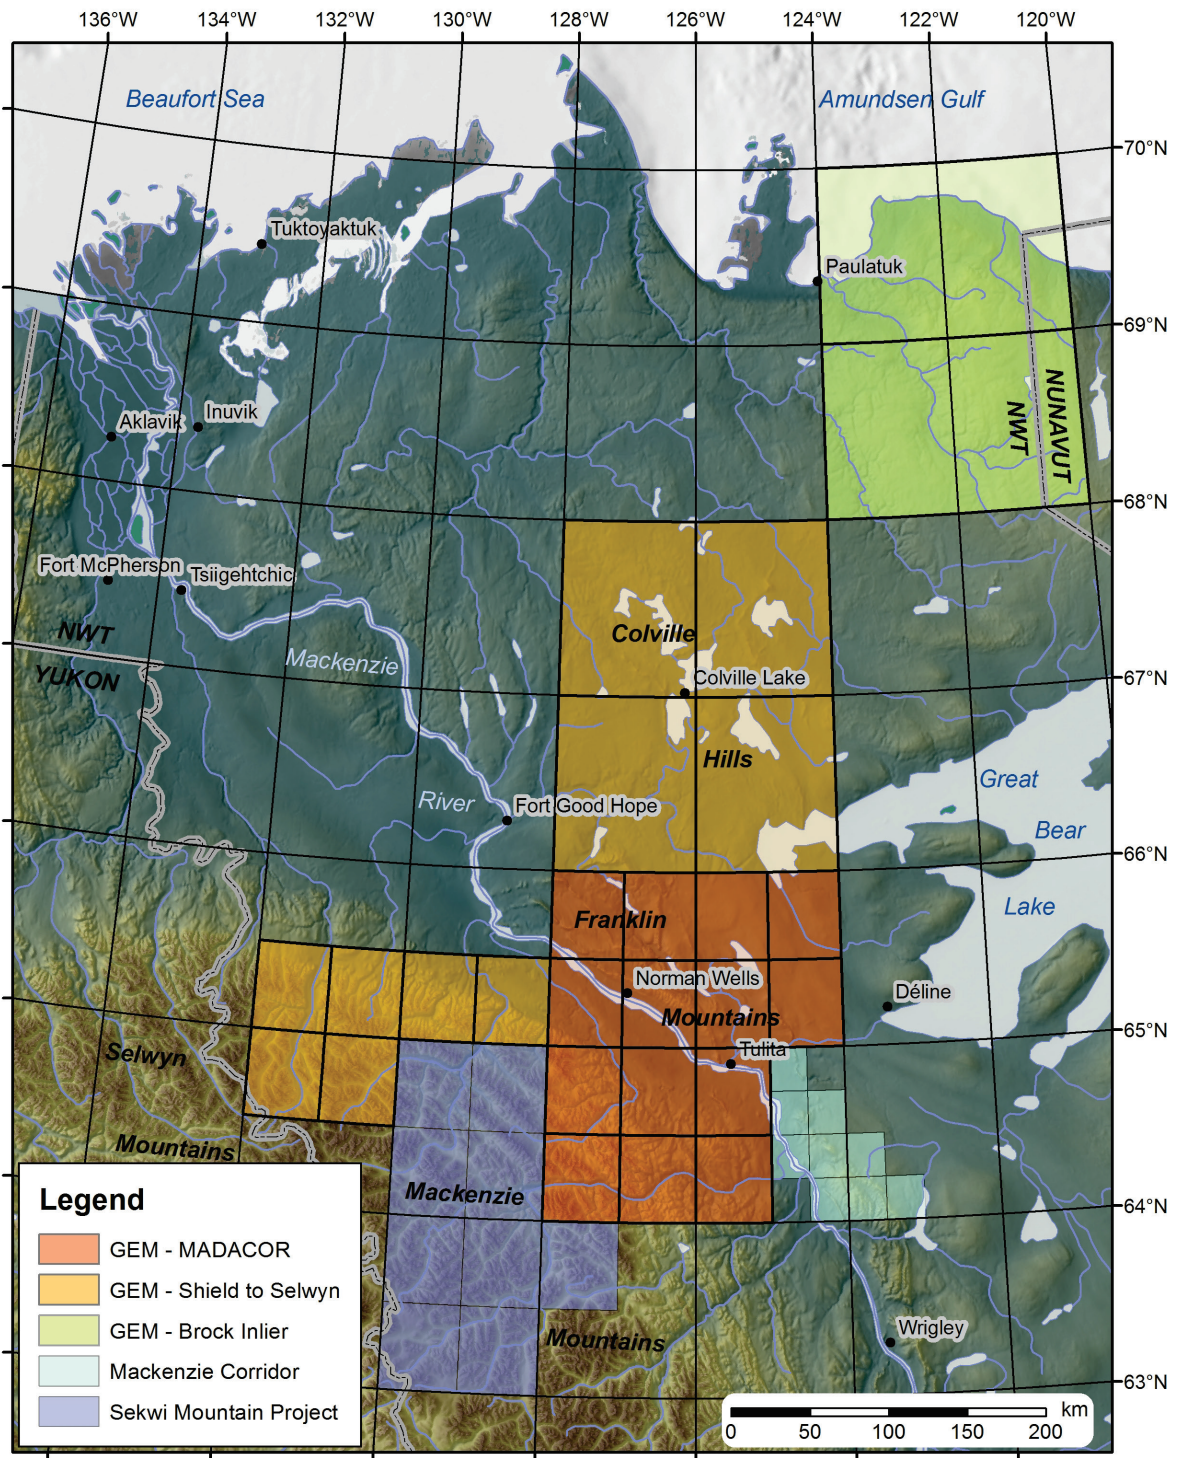 136°W 134°W 132°W 130°W 128°W 126°W 124°W 122°W 120°W
Beaufort Sea
Amundsen Gulf
70°N
Tuktoyaktuk
Paulatuk
69°N
NUNAVUT
NWT
Inuvik
Aklavik
68°N
Fort McPherson
Tsiigehtchic
NWT
YUKON
Mackenzie
Colville
Colville Lake
67°N
Hills
Great
River
Fort Good Hope
Bear
66°N
Lake
Franklin
Norman Wells
Déline
Mountains
65°N
Selwyn
Tulita
Mountains
Mackenzie
64°N
Wrigley
Mountains
63°N
Legend
GEM - MADACOR
GEM - Shield to Selwyn
GEM - Brock Inlier
Mackenzie Corridor
Sekwi Mountain Project
km
0 50 100 150 200